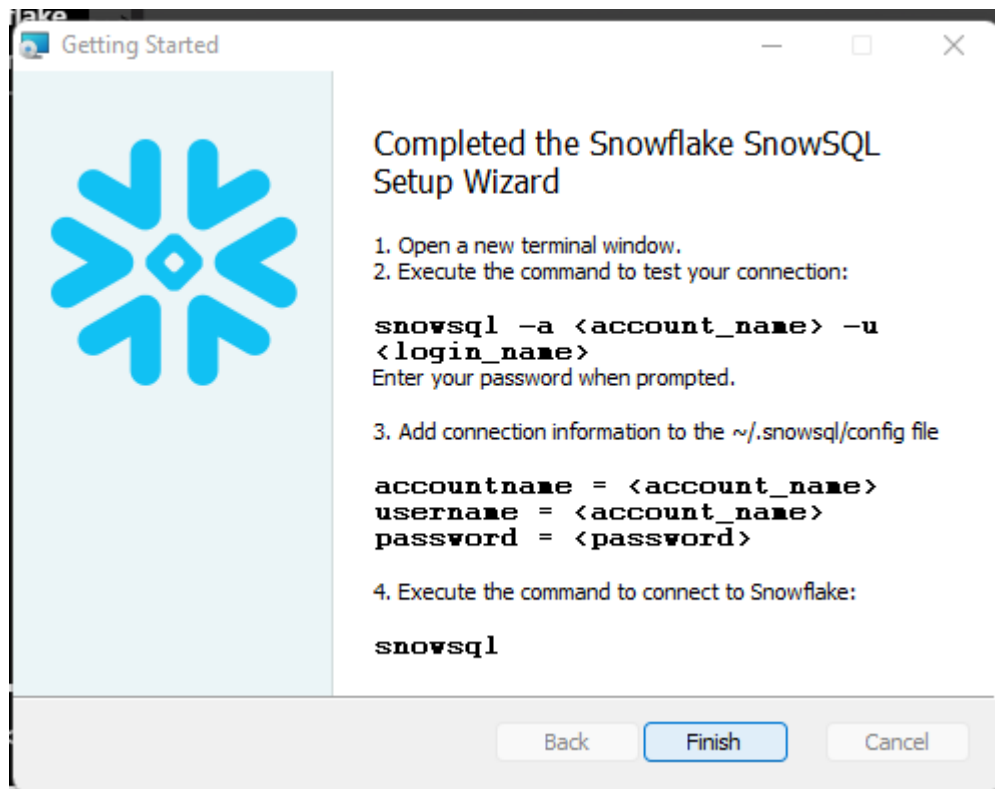 Getting Started
Completed the Snowflake SnowSQL
Setup Wizard
1. Open a new terminal window.
2. Execute the command to test your connection:
snowsql –a <account_name> –u
<login_name>
Enter your password when prompted.
3. Add connection information to the ~/.snowsql/config file
accountname = <account_name>
username = <account_name>
password = <password>
4. Execute the command to connect to Snowflake:
snowsql
Back
Finish
Cancel